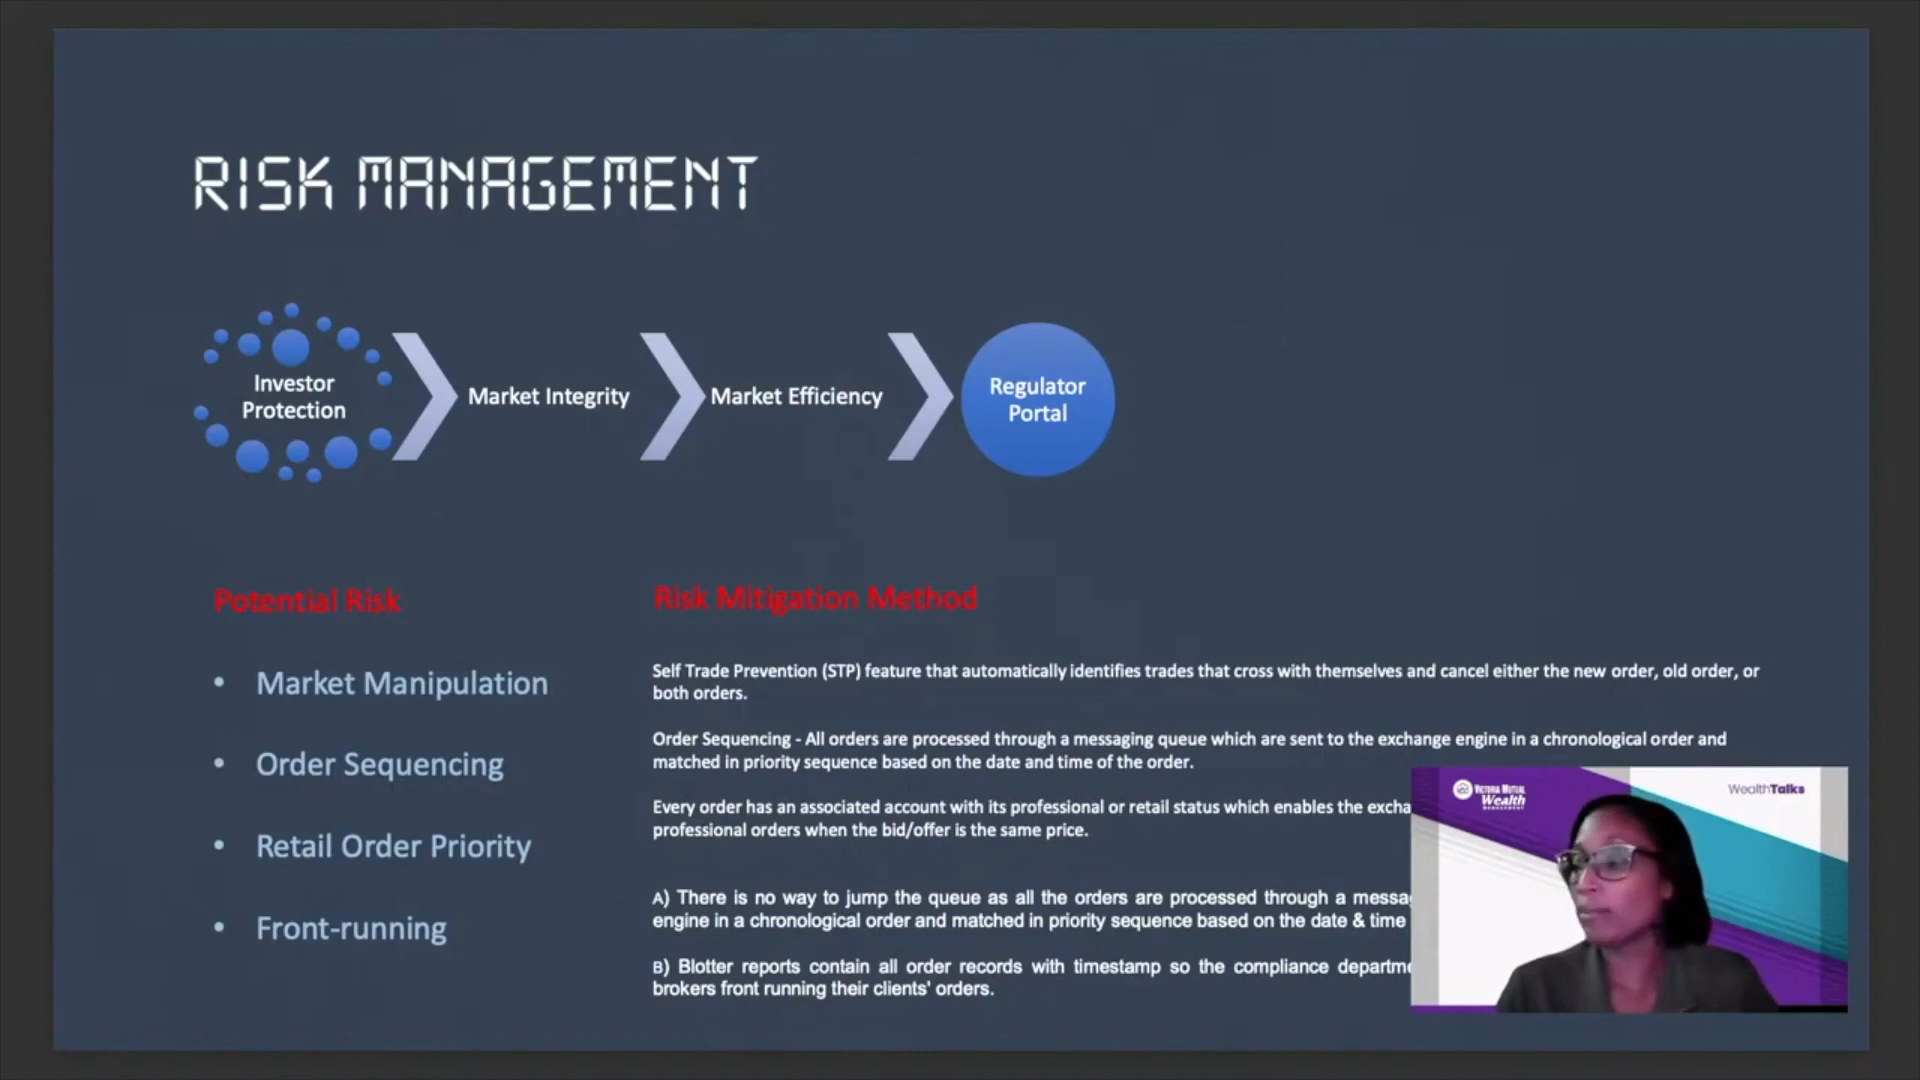 RISK MANAGEMENT
Investor
Protection
Market Integrity
Market Efficiency
Regulator
Portal
Potential Risk
Risk Mitigation Method
• Market Manipulation
• Order Sequencing
• Retail Order Priority
• Front-running
Self Trade Prevention (STP) feature that automatically identifies trades that cross with themselves and cancel either the new order, old order, or
both orders.
Order Sequencing - All orders are processed through a messaging queue which are sent to the exchange engine in a chronological order and
matched in priority sequence based on the date and time of the order.
Every order has an associated account with its professional or retail status which enables the excha
professional orders when the bid/offer is the same price.
A) There is no way to jump the queue as all the orders are processed through a messa
engine in a chronological order and matched in priority sequence based on the date & time
B) Blotter reports contain all order records with timestamp so the compliance departme
brokers front running their clients' orders.
VICTORIA MUTUAL
Wealth
MANAGEMENT
WealthTalks